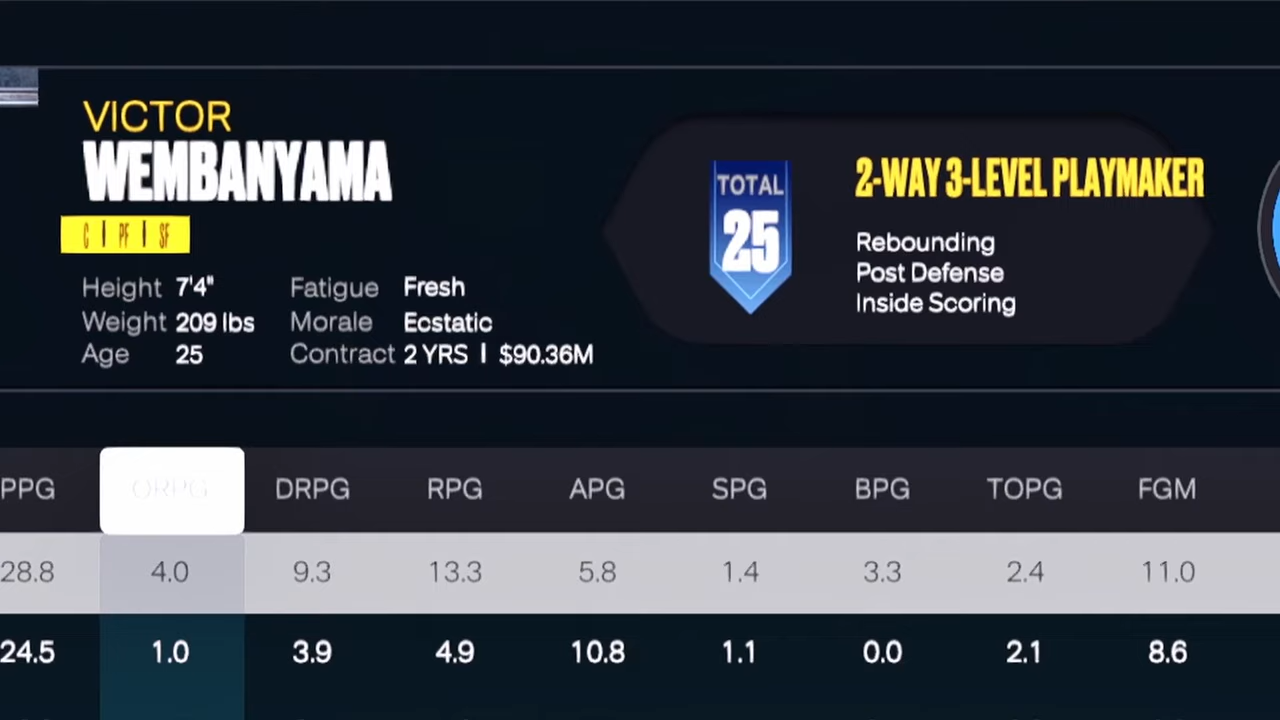 VICTOR
WEMBANYAMA
C | PF | SF
Height 7'4"
Weight 209 lbs
Age 25
Fatigue Fresh
Morale Ecstatic
Contract 2 YRS | $90.36M
TOTAL
25
2-WAY 3-LEVEL PLAYMAKER
Rebounding
Post Defense
Inside Scoring
PPG ORPG DRPG RPG APG SPG BPG TOPG FGM
28.8 4.0 9.3 13.3 5.8 1.4 3.3 2.4 11.0
24.5 1.0 3.9 4.9 10.8 1.1 0.0 2.1 8.6